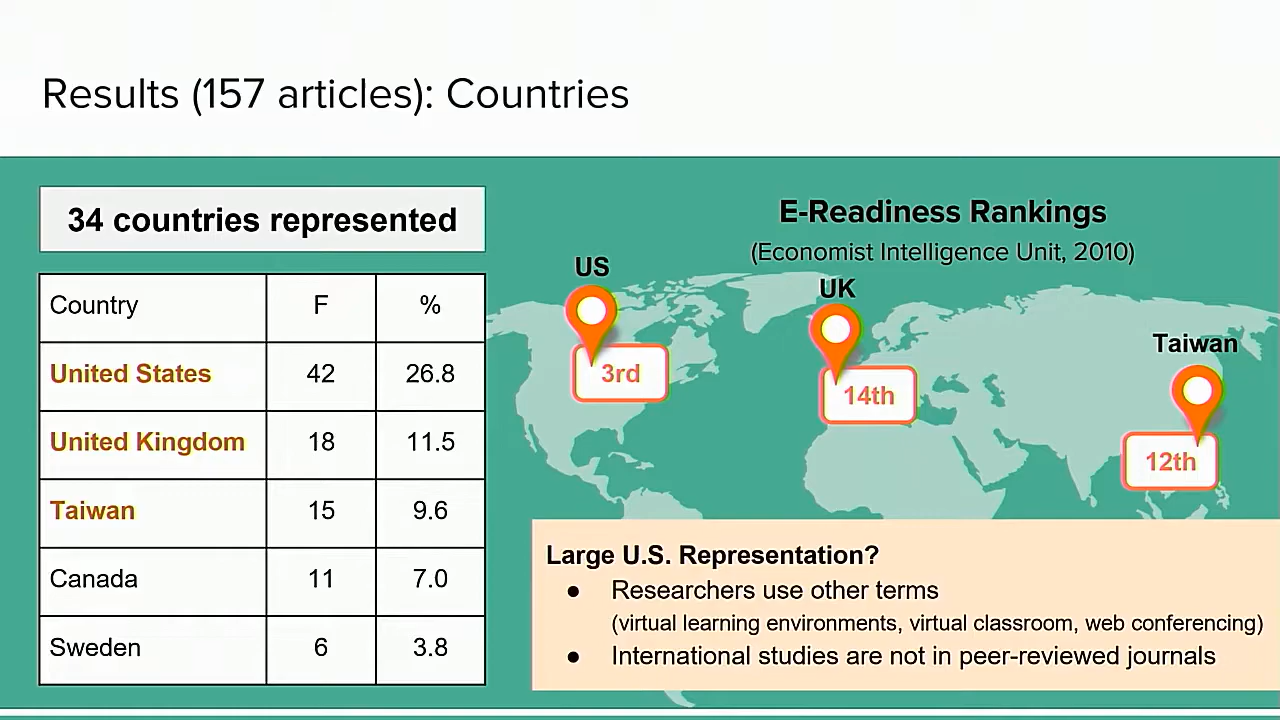 Results (157 articles): Countries
34 countries represented
Country F %
United States 42 26.8
United Kingdom 18 11.5
Taiwan 15 9.6
Canada 11 7.0
Sweden 6 3.8
E-Readiness Rankings
(Economist Intelligence Unit, 2010)
US
3rd
UK
14th
Taiwan
12th
Large U.S. Representation?
● Researchers use other terms
(virtual learning environments, virtual classroom, web conferencing)
● International studies are not in peer-reviewed journals